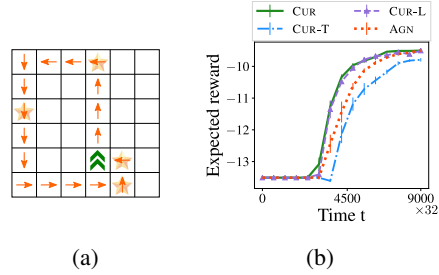 CUR
CUR-L
CUR-T
AGN
Expected reward
−10
−11
−12
−13
0
4500
9000
×32
Time t
(a)
(b)